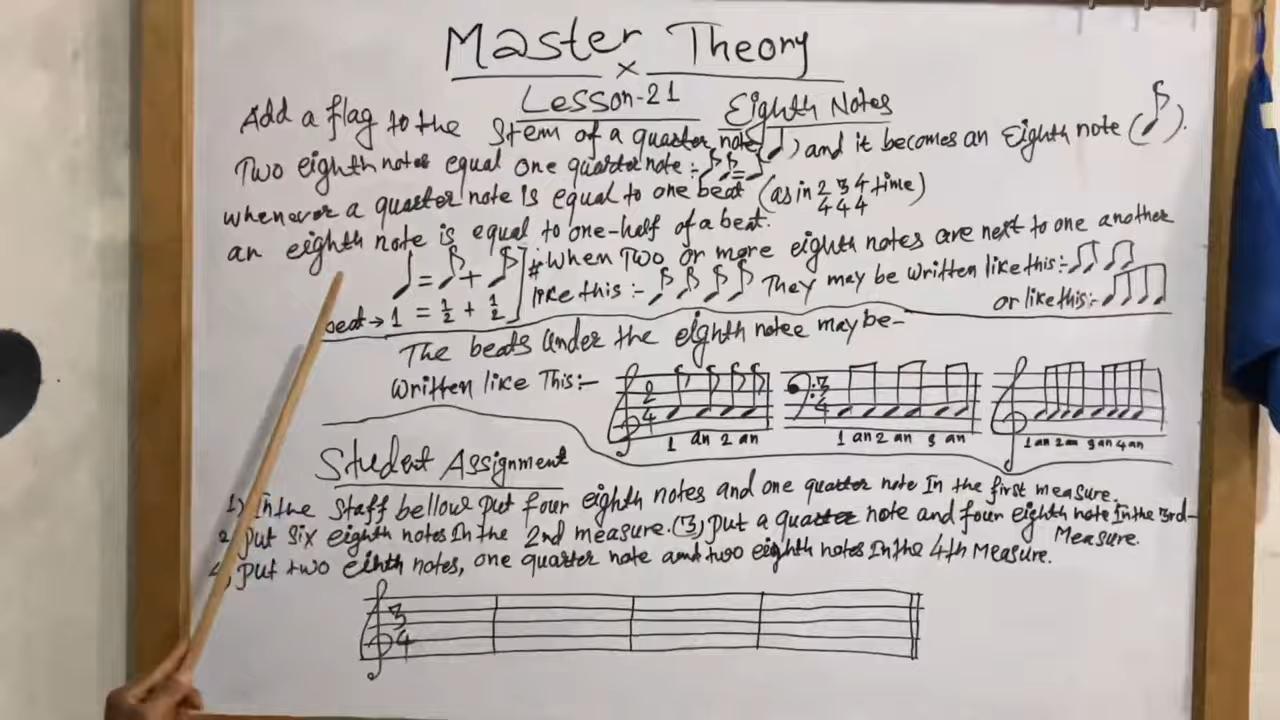 Master Theory
x
Lesson-21 Eighth Notes
Add a flag to the Stem of a quarter note (♩) and it becomes an Eighth note (♪).
Two eighth notes equal one quarter note :- ♪♪=♩
whenever a quarter note is equal to one beat (as in 2/4 3/4 4/4 time)
an eighth note is equal to one-half of a beat.
♩ = ♪ + ♪
beat → 1 = 1/2 + 1/2
# When Two or more eighth notes are next to one another
like this :- ♪ ♪ ♪ ♪ They may be written like this :- ♫ ♫
or like this :-
The beats Under the eighth notee may be-
written like This :-
2/4 3/4
1 an 2 an 1 an 2 an 3 an 1 an 2 an 3 an 4 an
Student Assignment
1) In the Staff bellow put four eighth notes and one quarter note In the first measure.
2, put six eighth notes In the 2nd measure. (3, put a quarter note and four eighth note In the 3rd-
Measure.
4, put two eihth notes, one quarter note and two eighth notes In the 4th Measure.
3/4